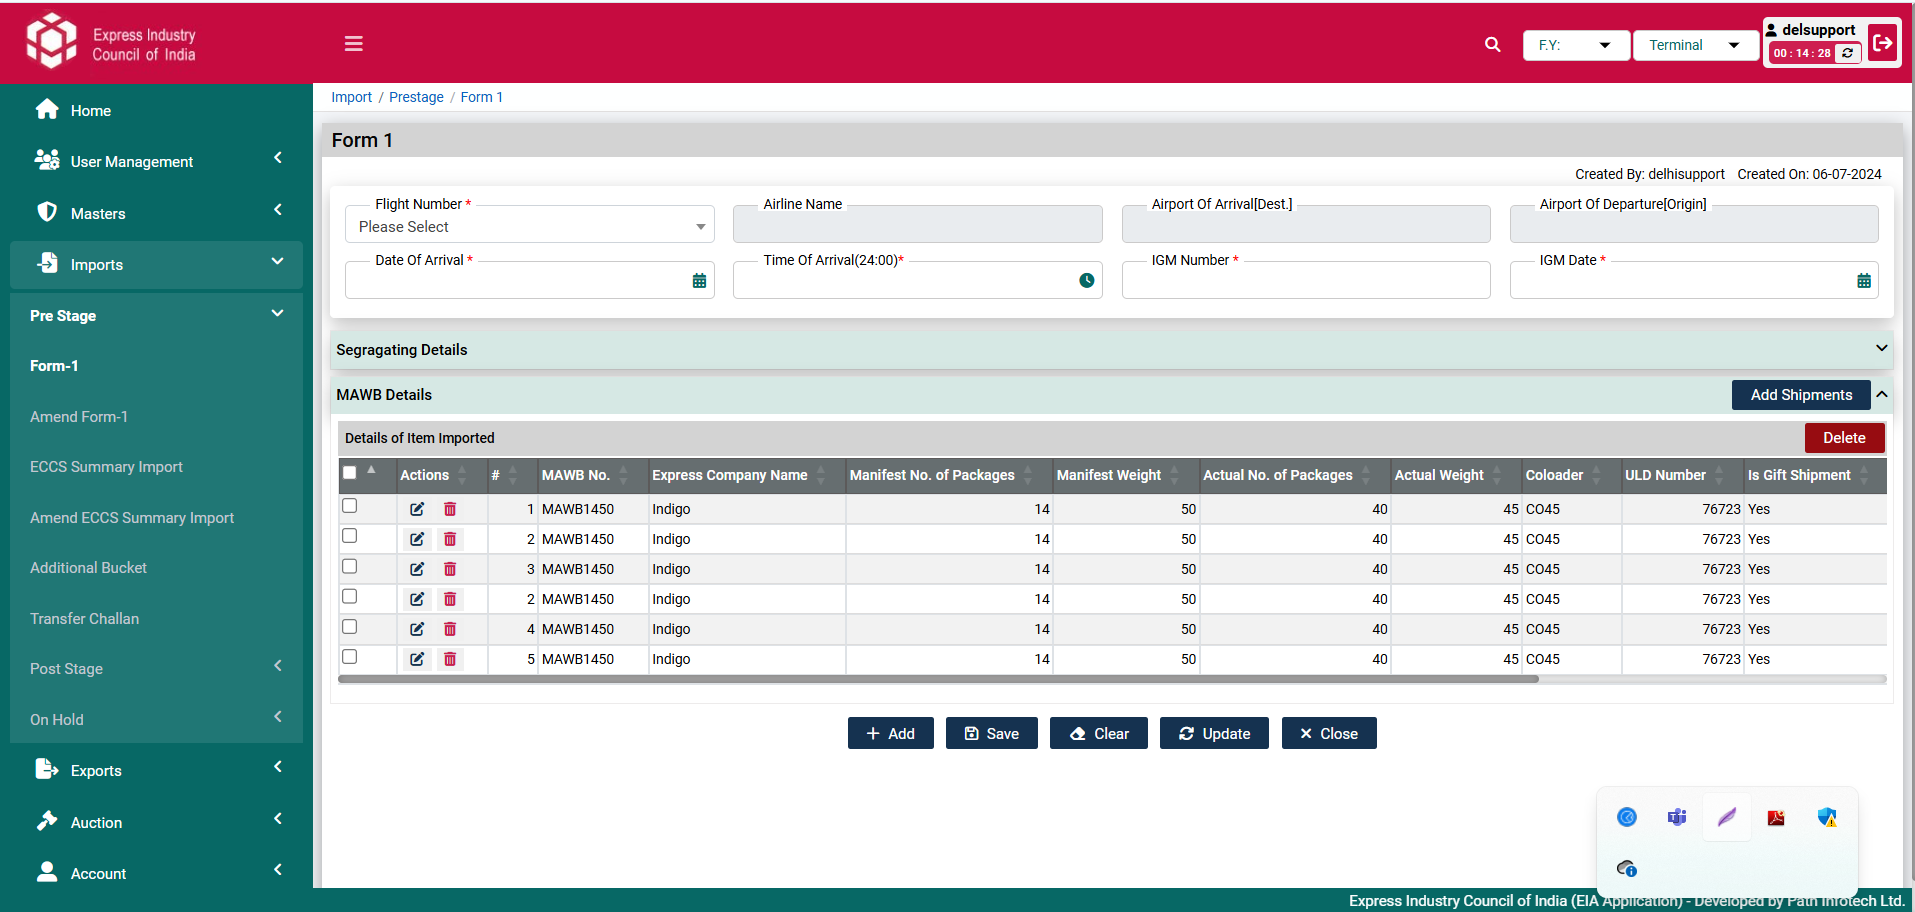 Express Industry
Council of India
F.Y:
Terminal
delsupport
00 : 14 : 28
Home
User Management
Masters
Imports
Pre Stage
Form-1
Amend Form-1
ECCS Summary Import
Amend ECCS Summary Import
Additional Bucket
Transfer Challan
Post Stage
On Hold
Exports
Auction
Account
Import / Prestage / Form 1
Form 1
Created By: delhisupport Created On: 06-07-2024
Flight Number *
Please Select
Airline Name
Airport Of Arrival[Dest.]
Airport Of Departure[Origin]
Date Of Arrival *
Time Of Arrival(24:00)*
IGM Number *
IGM Date *
Segragating Details
MAWB Details
Add Shipments
Details of Item Imported
Delete
Actions # MAWB No. Express Company Name Manifest No. of Packages Manifest Weight Actual No. of Packages Actual Weight Coloader ULD Number Is Gift Shipment
1 MAWB1450 Indigo 14 50 40 45 CO45 76723 Yes
2 MAWB1450 Indigo 14 50 40 45 CO45 76723 Yes
3 MAWB1450 Indigo 14 50 40 45 CO45 76723 Yes
2 MAWB1450 Indigo 14 50 40 45 CO45 76723 Yes
4 MAWB1450 Indigo 14 50 40 45 CO45 76723 Yes
5 MAWB1450 Indigo 14 50 40 45 CO45 76723 Yes
Add
Save
Clear
Update
Close
Express Industry Council of India (EIA Application) - Developed by Path Infotech Ltd.